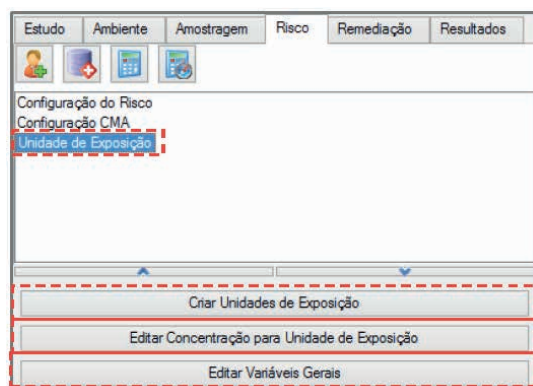 Estudo Ambiente Amostragem Risco Remediação Resultados
Configuração do Risco
Configuração CMA
Unidade de Exposição
Criar Unidades de Exposição
Editar Concentração para Unidade de Exposição
Editar Variáveis Gerais